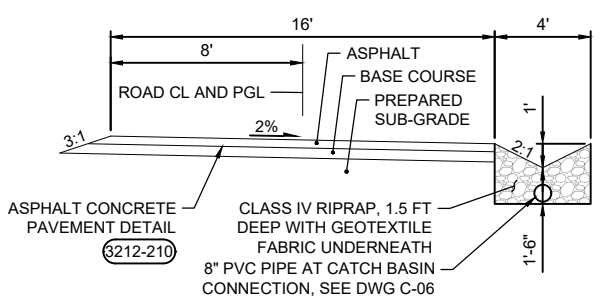 16'
4'
8'
ASPHALT
BASE COURSE
ROAD CL AND PGL
PREPARED
SUB-GRADE
1'
2%
3:1
2:1
ASPHALT CONCRETE
PAVEMENT DETAIL
3212-210
CLASS IV RIPRAP, 1.5 FT
DEEP WITH GEOTEXTILE
FABRIC UNDERNEATH
8" PVC PIPE AT CATCH BASIN
CONNECTION, SEE DWG C-06
1'-6"